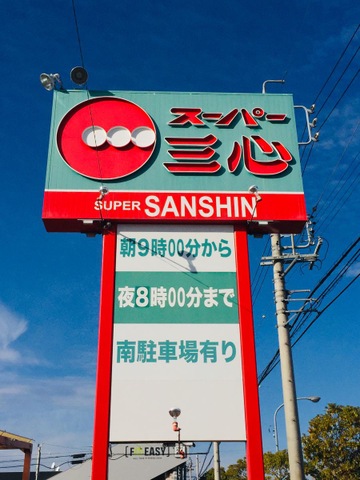 スーパー
三心
SUPER SANSHIN
朝9時00分から
夜8時00分まで
南駐車場有り